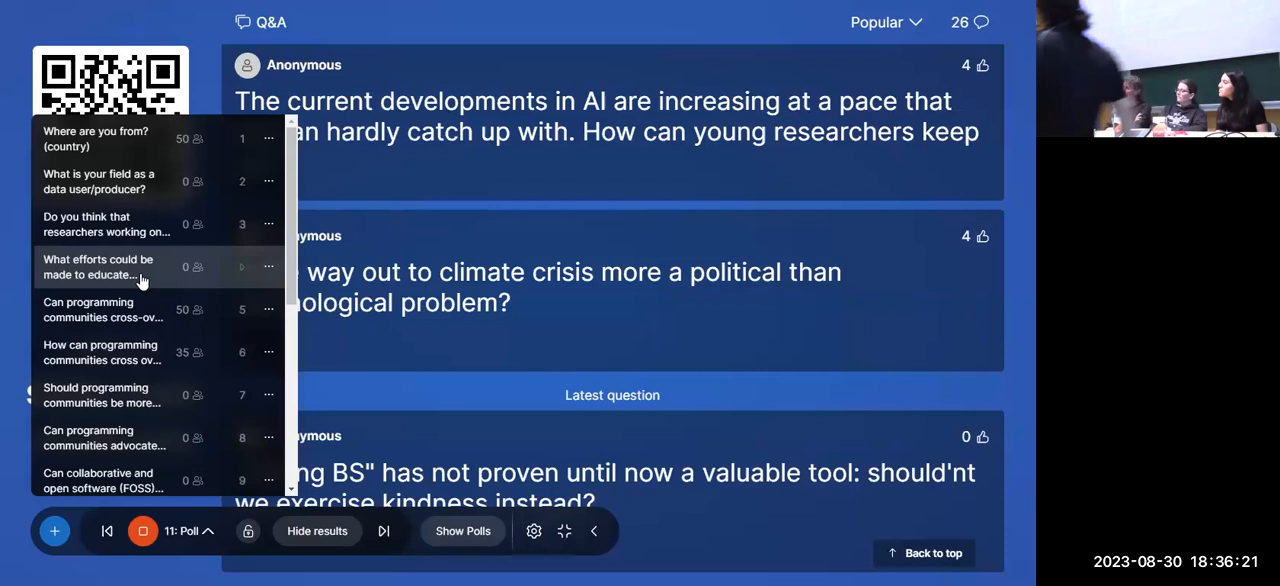 Q&A
Popular
26
Anonymous
4
The current developments in AI are increasing at a pace that
an hardly catch up with. How can young researchers keep
Where are you from?
(country)
50
1
What is your field as a
data user/producer?
0
2
Do you think that
researchers working on...
0
3
What efforts could be
made to educate...
0
Can programming
communities cross-ov...
50
5
How can programming
communities cross ov...
35
6
Should programming
communities be more...
0
7
Can programming
communities advocate...
0
8
Can collaborative and
open software (FOSS)...
0
9
nymous
4
way out to climate crisis more a political than
nological problem?
Latest question
nymous
0
ng BS" has not proven until now a valuable tool: should'nt
we exercise kindness instead?
11: Poll
Hide results
Show Polls
Back to top
2023-08-30 18:36:21